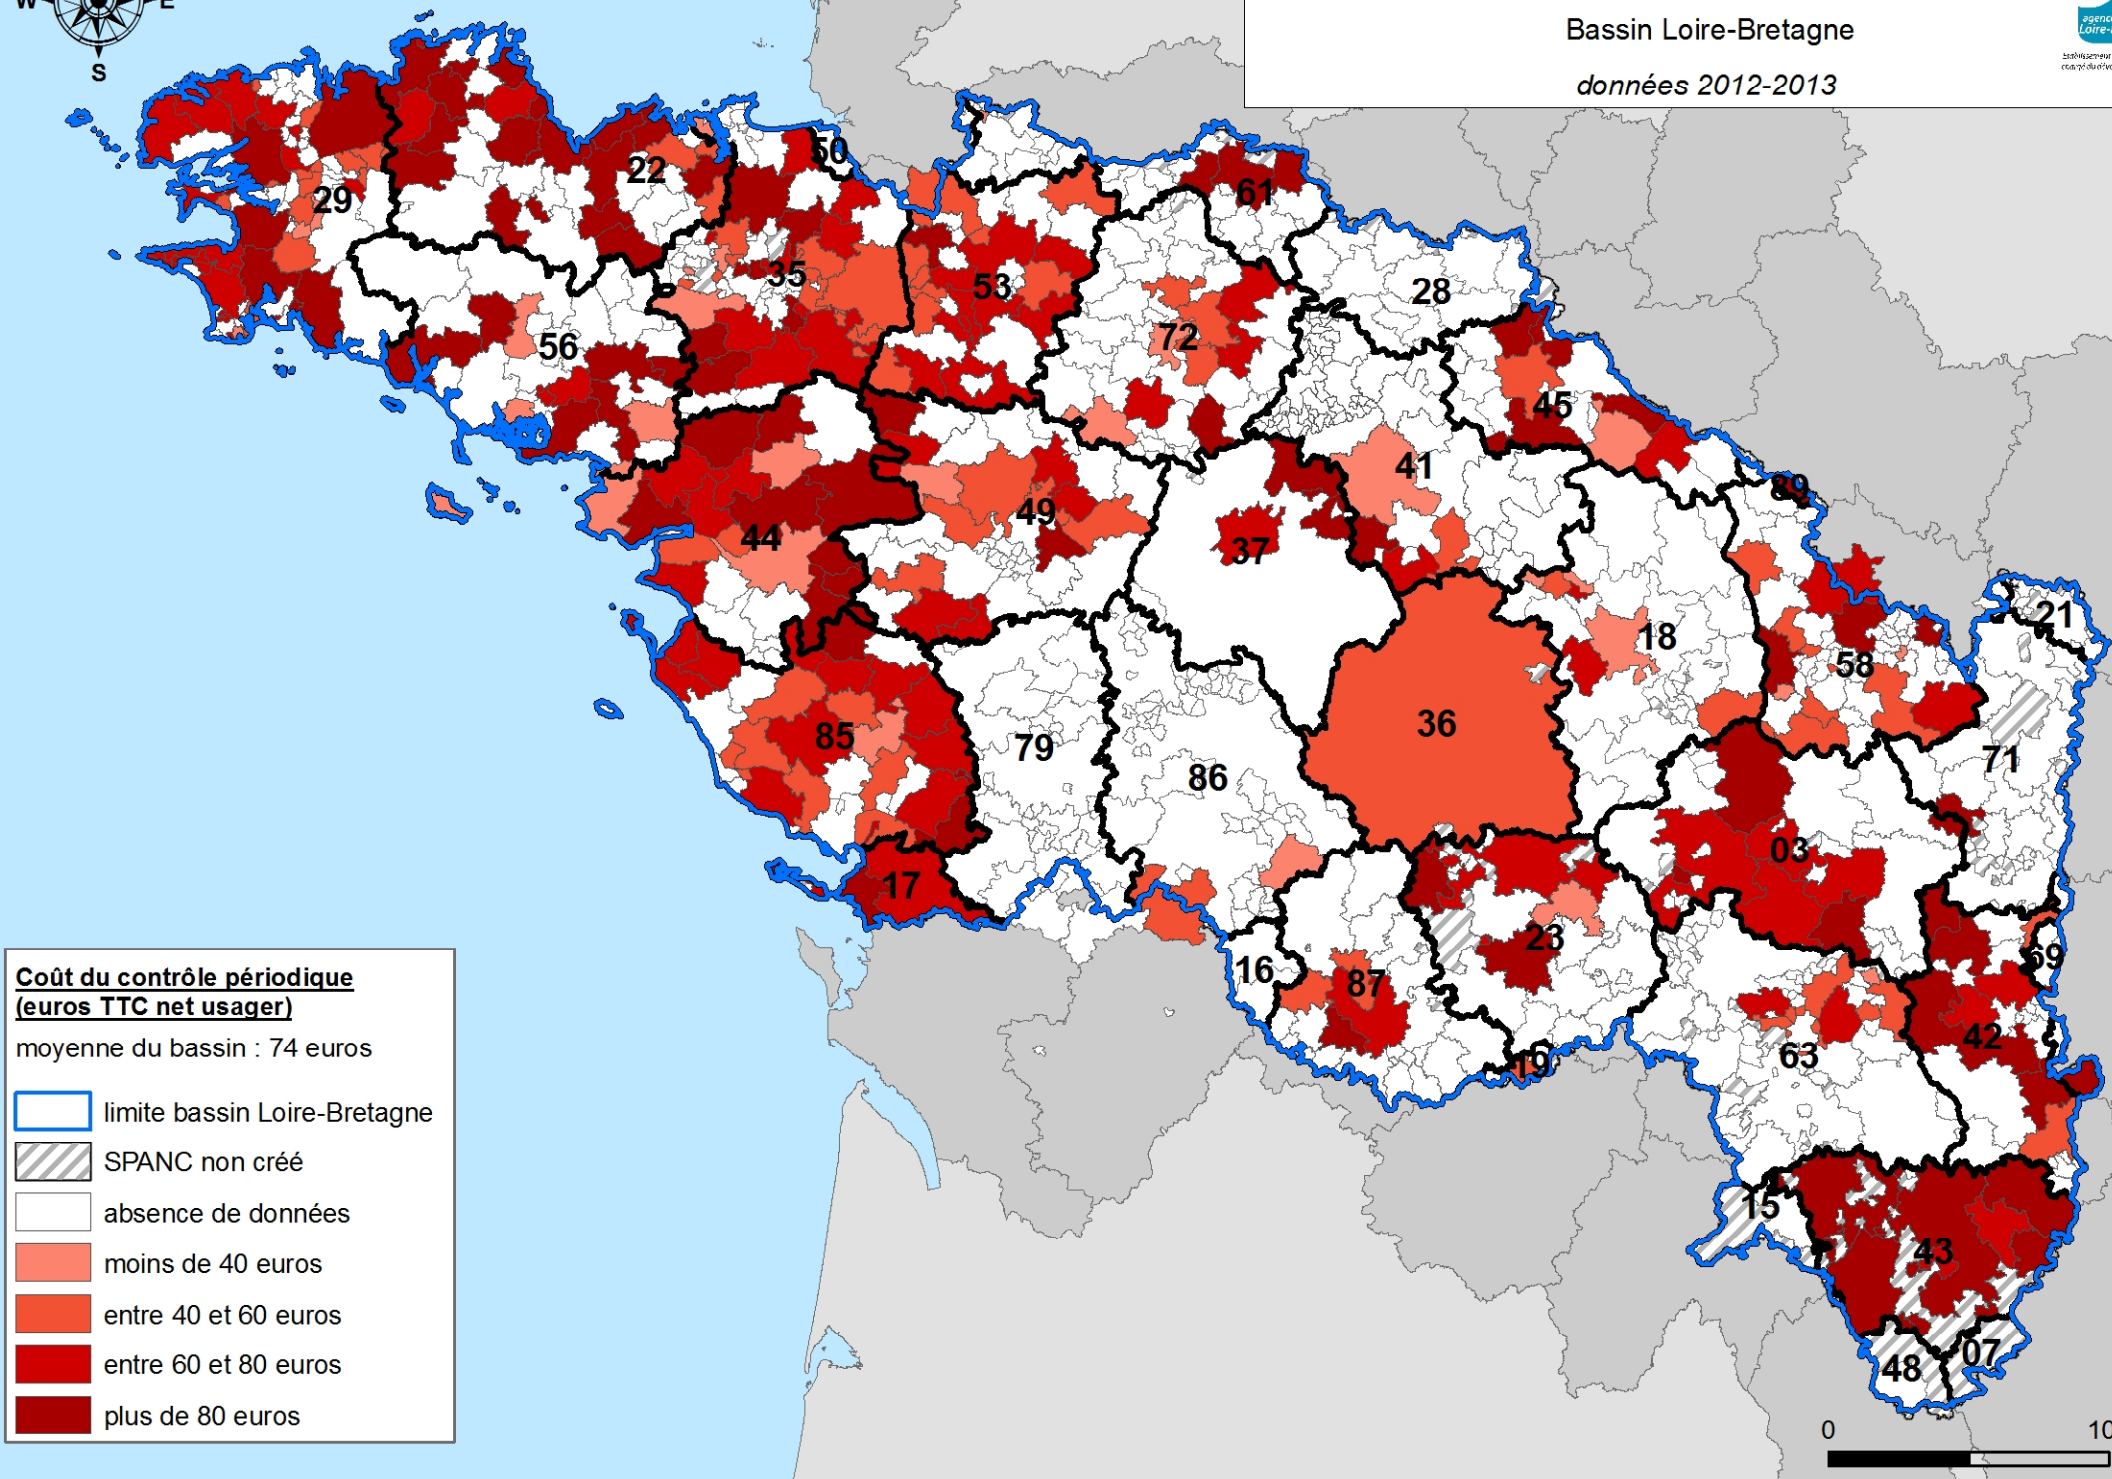 W
E
S
Bassin Loire-Bretagne
données 2012-2013
agence
Loire-
50
22
61
29
35
53
28
72
56
45
41
89
49
44
37
21
18
58
36
85
79
71
86
03
17
23
69
16
87
42
63
19
15
43
07
48
Coût du contrôle périodique
(euros TTC net usager)
moyenne du bassin : 74 euros
limite bassin Loire-Bretagne
SPANC non créé
absence de données
moins de 40 euros
entre 40 et 60 euros
entre 60 et 80 euros
plus de 80 euros
0
10